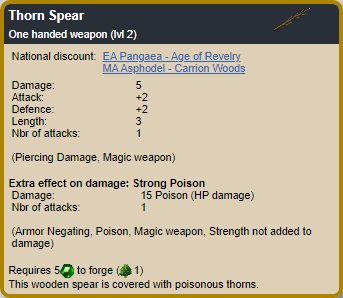 Thorn Spear
One handed weapon (lvl 2)
National discount: EA Pangaea - Age of Revelry
MA Asphodel - Carrion Woods
Damage: 5
Attack: +2
Defence: +2
Length: 3
Nbr of attacks: 1
(Piercing Damage, Magic weapon)
Extra effect on damage: Strong Poison
Damage: 15 Poison (HP damage)
Nbr of attacks: 1
(Armor Negating, Poison, Magic weapon, Strength not added to
damage)
Requires 5 to forge ( 1)
This wooden spear is covered with poisonous thorns.